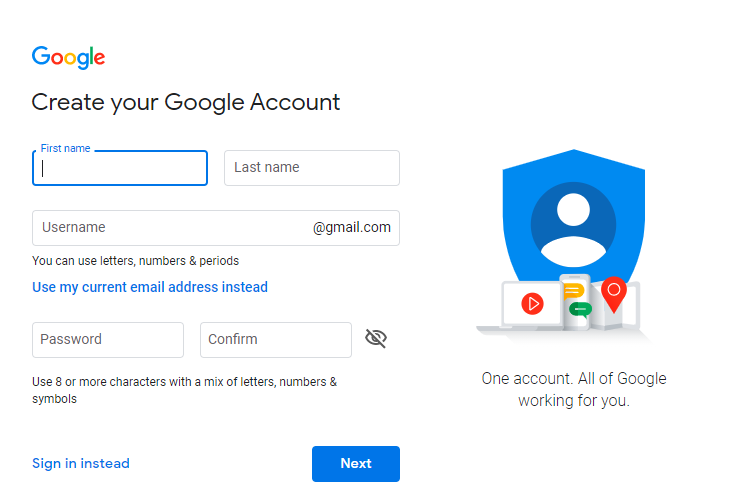 Google
Create your Google Account
First name
Last name
Username @gmail.com
You can use letters, numbers & periods
Use my current email address instead
Password Confirm
Use 8 or more characters with a mix of letters, numbers &
symbols
Sign in instead Next
One account. All of Google
working for you.